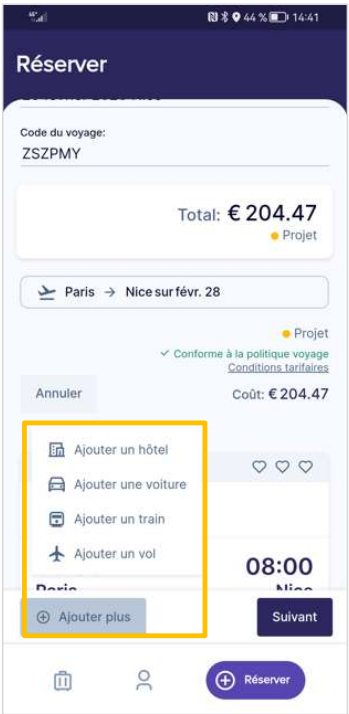 44 % 14:41
Réserver
Code du voyage:
ZSZPMY
Total: € 204.47
Projet
Paris → Nice sur févr. 28
Projet
✓ Conforme à la politique voyage
Conditions tarifaires
Annuler
Coût: € 204.47
Ajouter un hôtel
Ajouter une voiture
Ajouter un train
Ajouter un vol
08:00
Paris
Nice
Ajouter plus
Suivant
Réserver